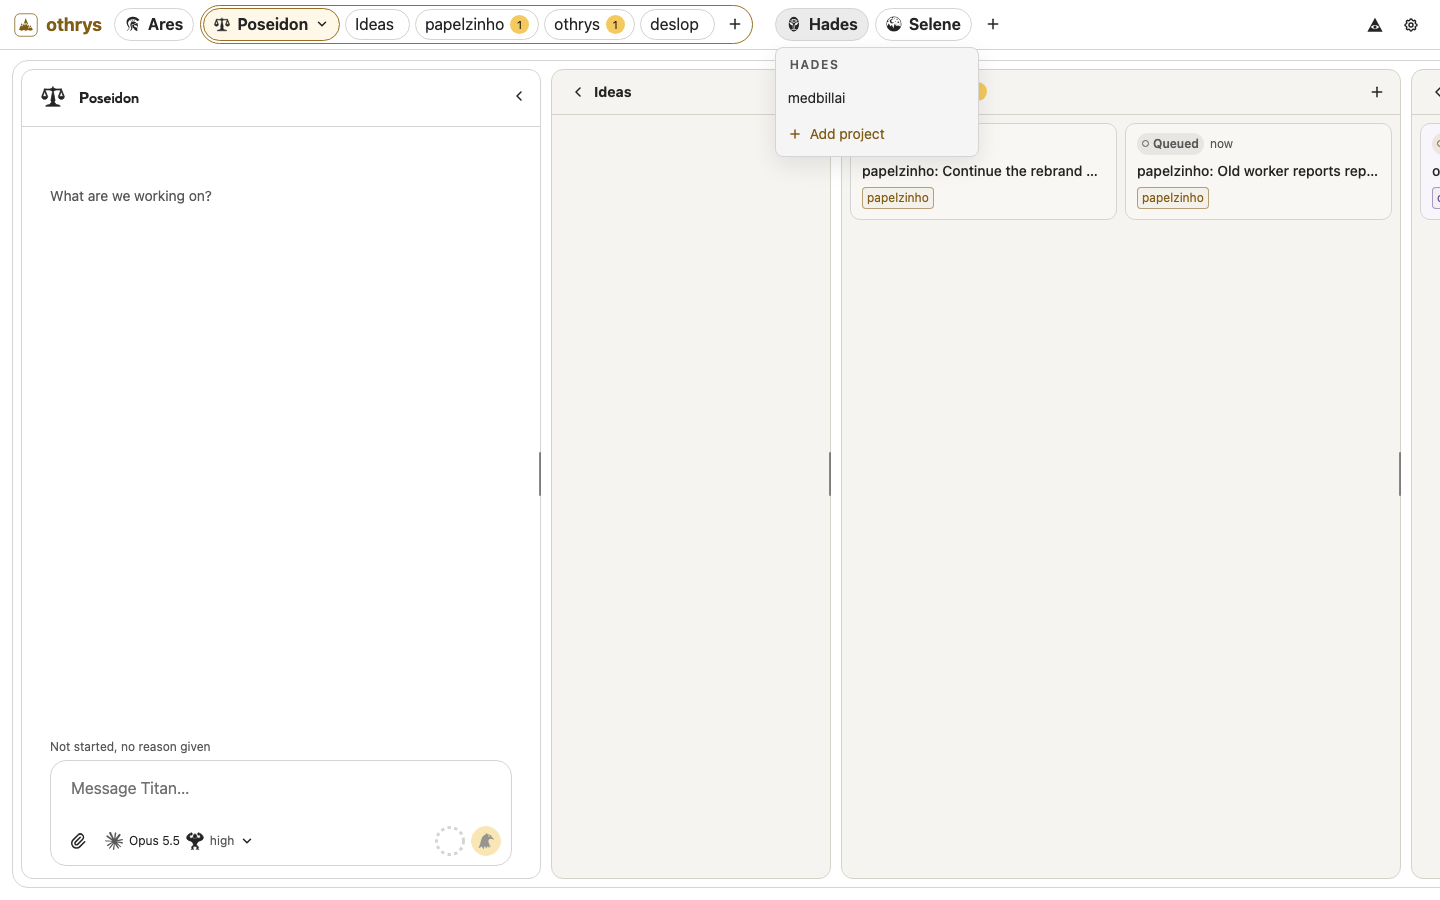 othrys
Ares
Poseidon
Ideas
papelzinho 1
othrys 1
deslop
Hades
Selene
HADES
medbillai
Add project
Poseidon
What are we working on?
Not started, no reason given
Message Titan...
Opus 5.5
high
Ideas
papelzinho: Continue the rebrand ...
papelzinho
Queued now
papelzinho: Old worker reports rep...
papelzinho